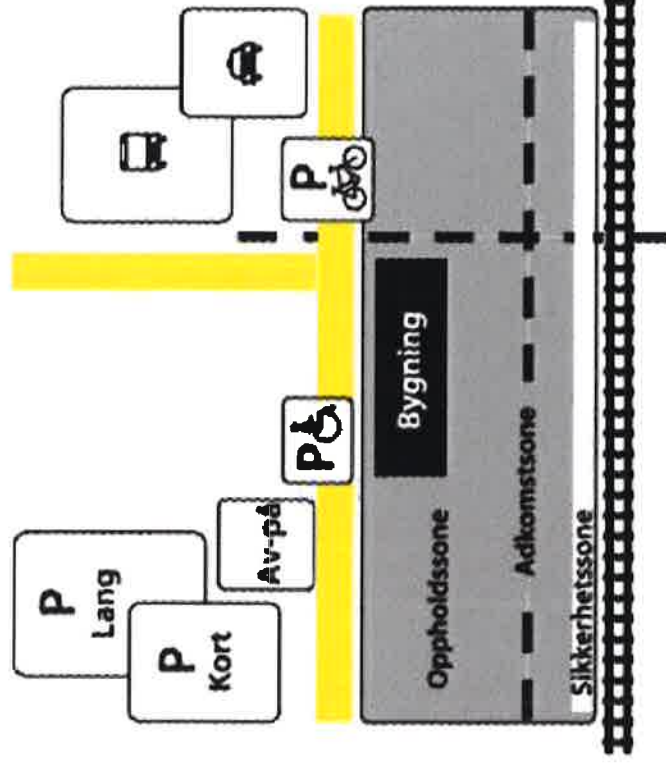 P
Lang
P
Kort
Av-på
P
P
Bygning
Oppholdssone
Adkomstsone
Sikkerhetssone